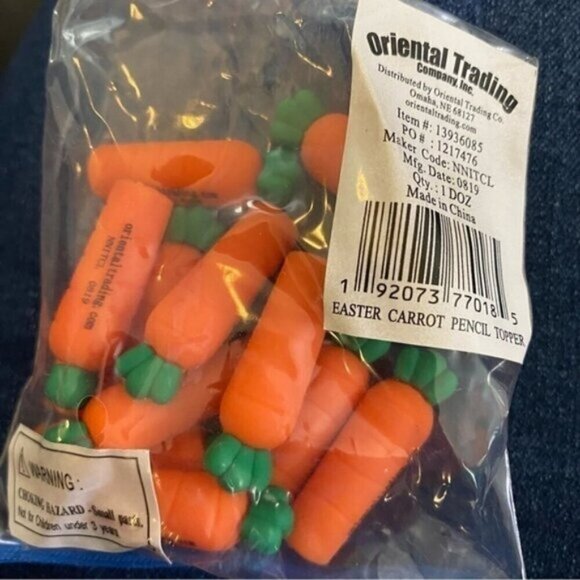 Oriental Trading
Company, Inc.
Distributed by Oriental Trading Co.
Omaha, NE 68127
orientaltrading.com
Item #: 13936085
PO # : 1217476
Maker Code: NNITCL
Mfg. Date: 0819
Qty. : 1 DOZ
Made in China
1 92073 77018 5
EASTER CARROT PENCIL TOPPER
orientaltrading.com
NNITCL 0819
WARNING:
CHOKING HAZARD -Small parts.
Not for Children under 3 years